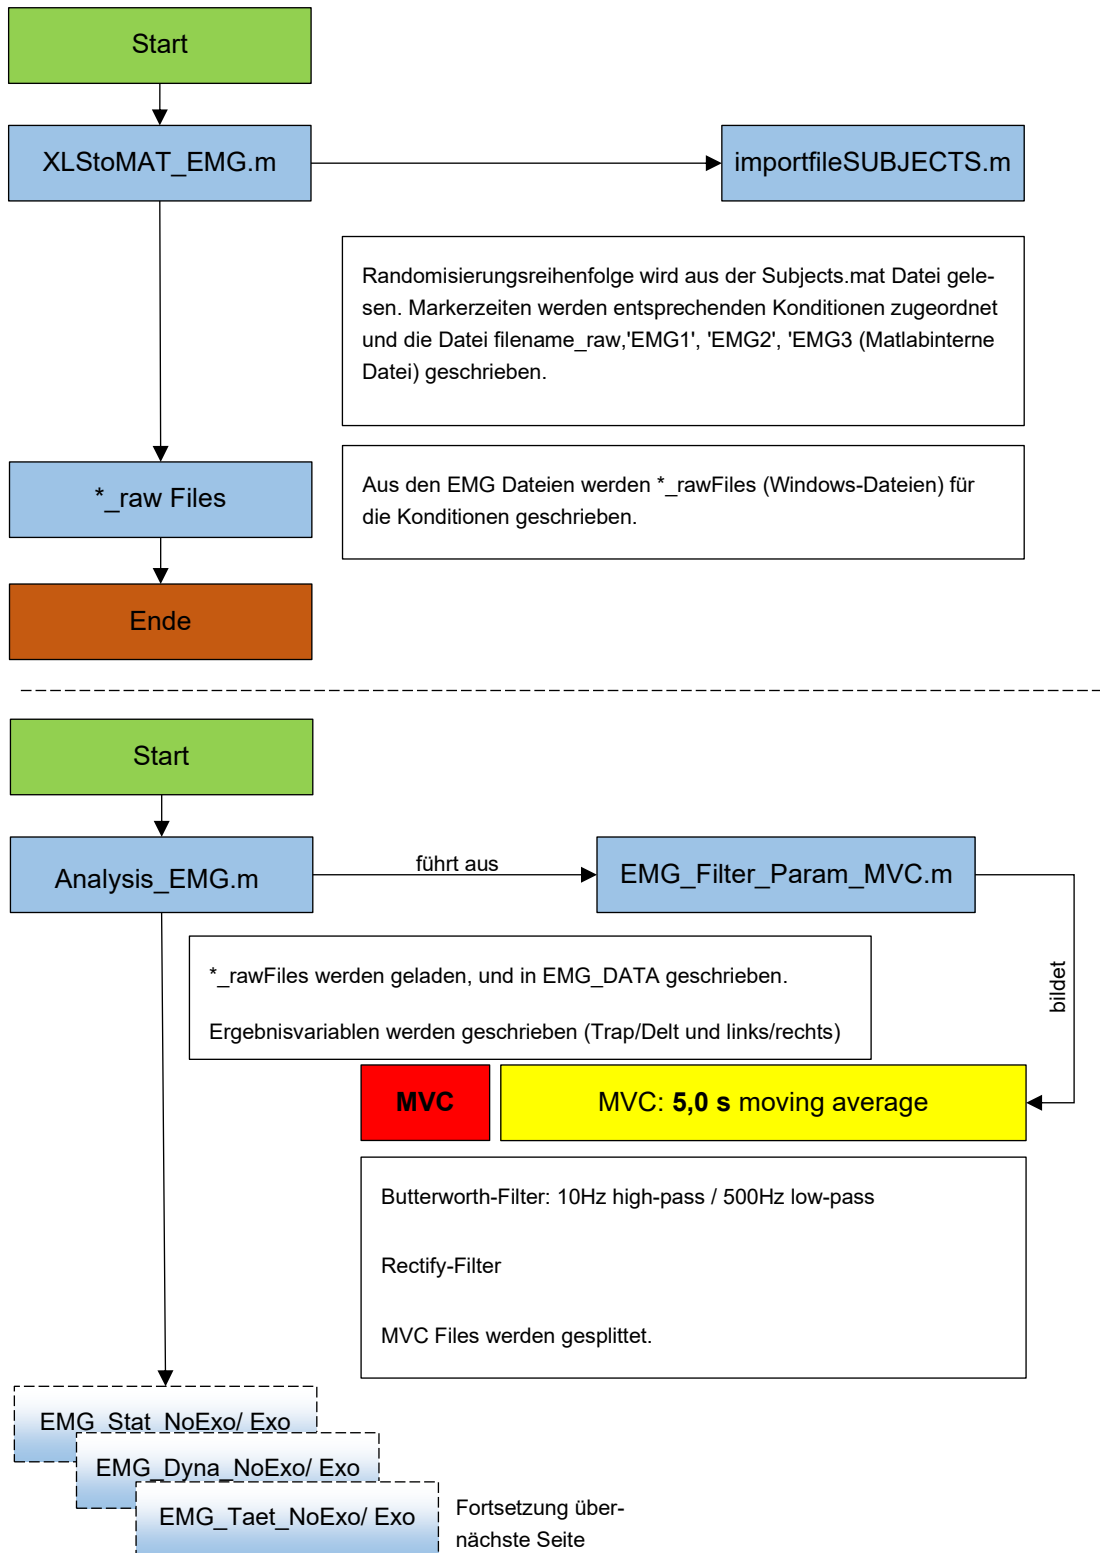 Start
XLStoMAT_EMG.m
importfileSUBJECTS.m
Randomisierungsreihenfolge wird aus der Subjects.mat Datei gele-
sen. Markerzeiten werden entsprechenden Konditionen zugeordnet
und die Datei filename_raw,'EMG1', 'EMG2', 'EMG3 (Matlabinterne
Datei) geschrieben.
*_raw Files
Aus den EMG Dateien werden *_rawFiles (Windows-Dateien) für
die Konditionen geschrieben.
Ende
Start
Analysis_EMG.m
führt aus
EMG_Filter_Param_MVC.m
bildet
*_rawFiles werden geladen, und in EMG_DATA geschrieben.
Ergebnisvariablen werden geschrieben (Trap/Delt und links/rechts)
MVC
MVC: 5,0 s moving average
Butterworth-Filter: 10Hz high-pass / 500Hz low-pass
Rectify-Filter
MVC Files werden gesplittet.
EMG_Stat_NoExo/ Exo
EMG_Dyna_NoExo/ Exo
EMG_Taet_NoExo/ Exo
Fortsetzung über-
nächste Seite